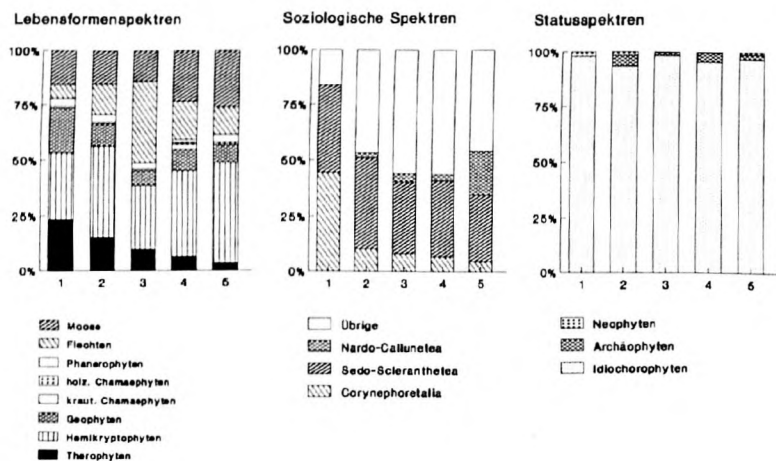 Lebensformenspektren
100%
75%
50%
25%
0%
1 2 3 4 5
Moose
Flechten
Phanerophyten
holz. Chamaephyten
kraut. Chamaephyten
Geophyten
Hemikryptophyten
Therophyten
Soziologische Spektren
100%
75%
50%
25%
0%
1 2 3 4 5
Übrige
Nardo-Callunetea
Sedo-Scleranthetea
Corynephoretalia
Statusspektren
100%
75%
50%
25%
0%
1 2 3 4 5
Neophyten
Archäophyten
Idiochorophyten